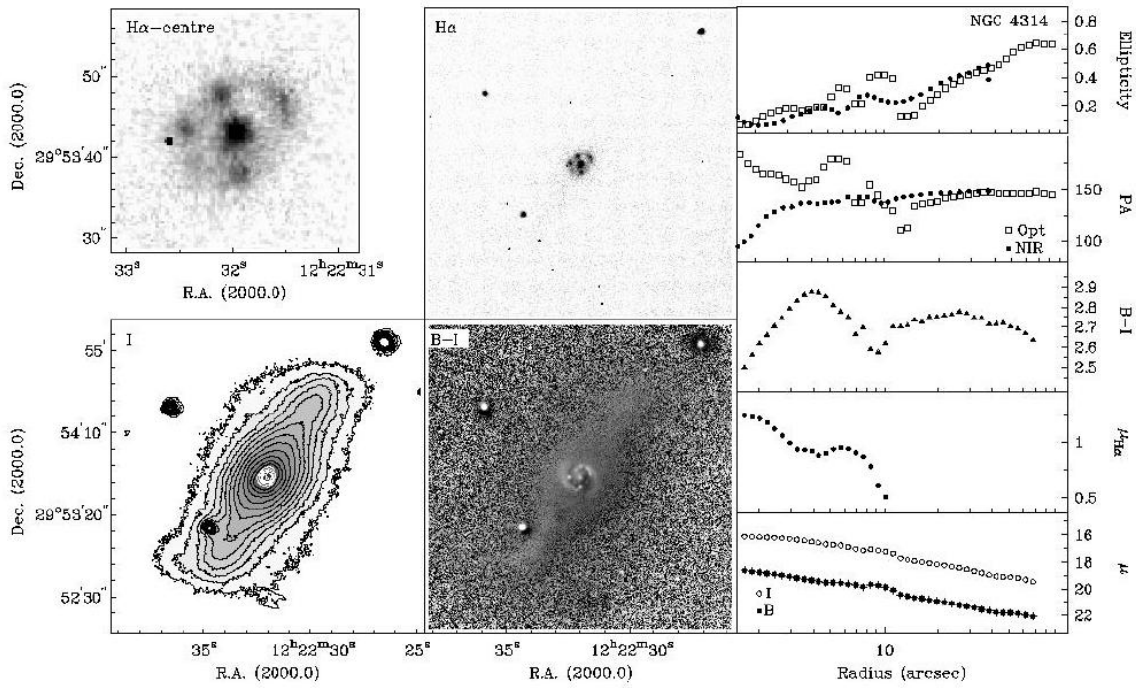 Hα-centre
50"
29°53'40"
30"
Dec. (2000.0)
33s 32s 12h22m31s
R.A. (2000.0)
Hα
NGC 4314
0.8
0.6
0.4
0.2
Ellipticity
150
100
PA
Opt
NIR
2.9
2.8
2.7
2.6
2.5
B-I
1
0.5
μHα
16
18
20
22
μ
I
B
10
Radius (arcsec)
I
55'
54'10"
29°53'20"
52'30"
Dec. (2000.0)
35s 12h22m30s 25s
R.A. (2000.0)
B-I
35s 12h22m30s
R.A. (2000.0)